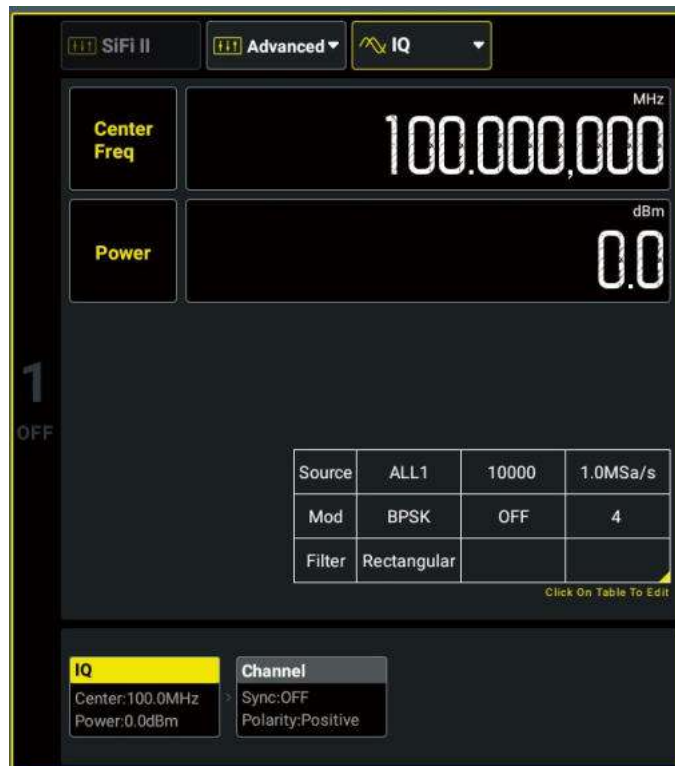 SiFi II Advanced IQ
MHz
Center
Freq
100.000,000
dBm
Power
0.0
1
OFF
Source ALL1 10000 1.0MSa/s
Mod BPSK OFF 4
Filter Rectangular
Click On Table To Edit
IQ
Center:100.0MHz
Power:0.0dBm
>
Channel
Sync:OFF
Polarity:Positive